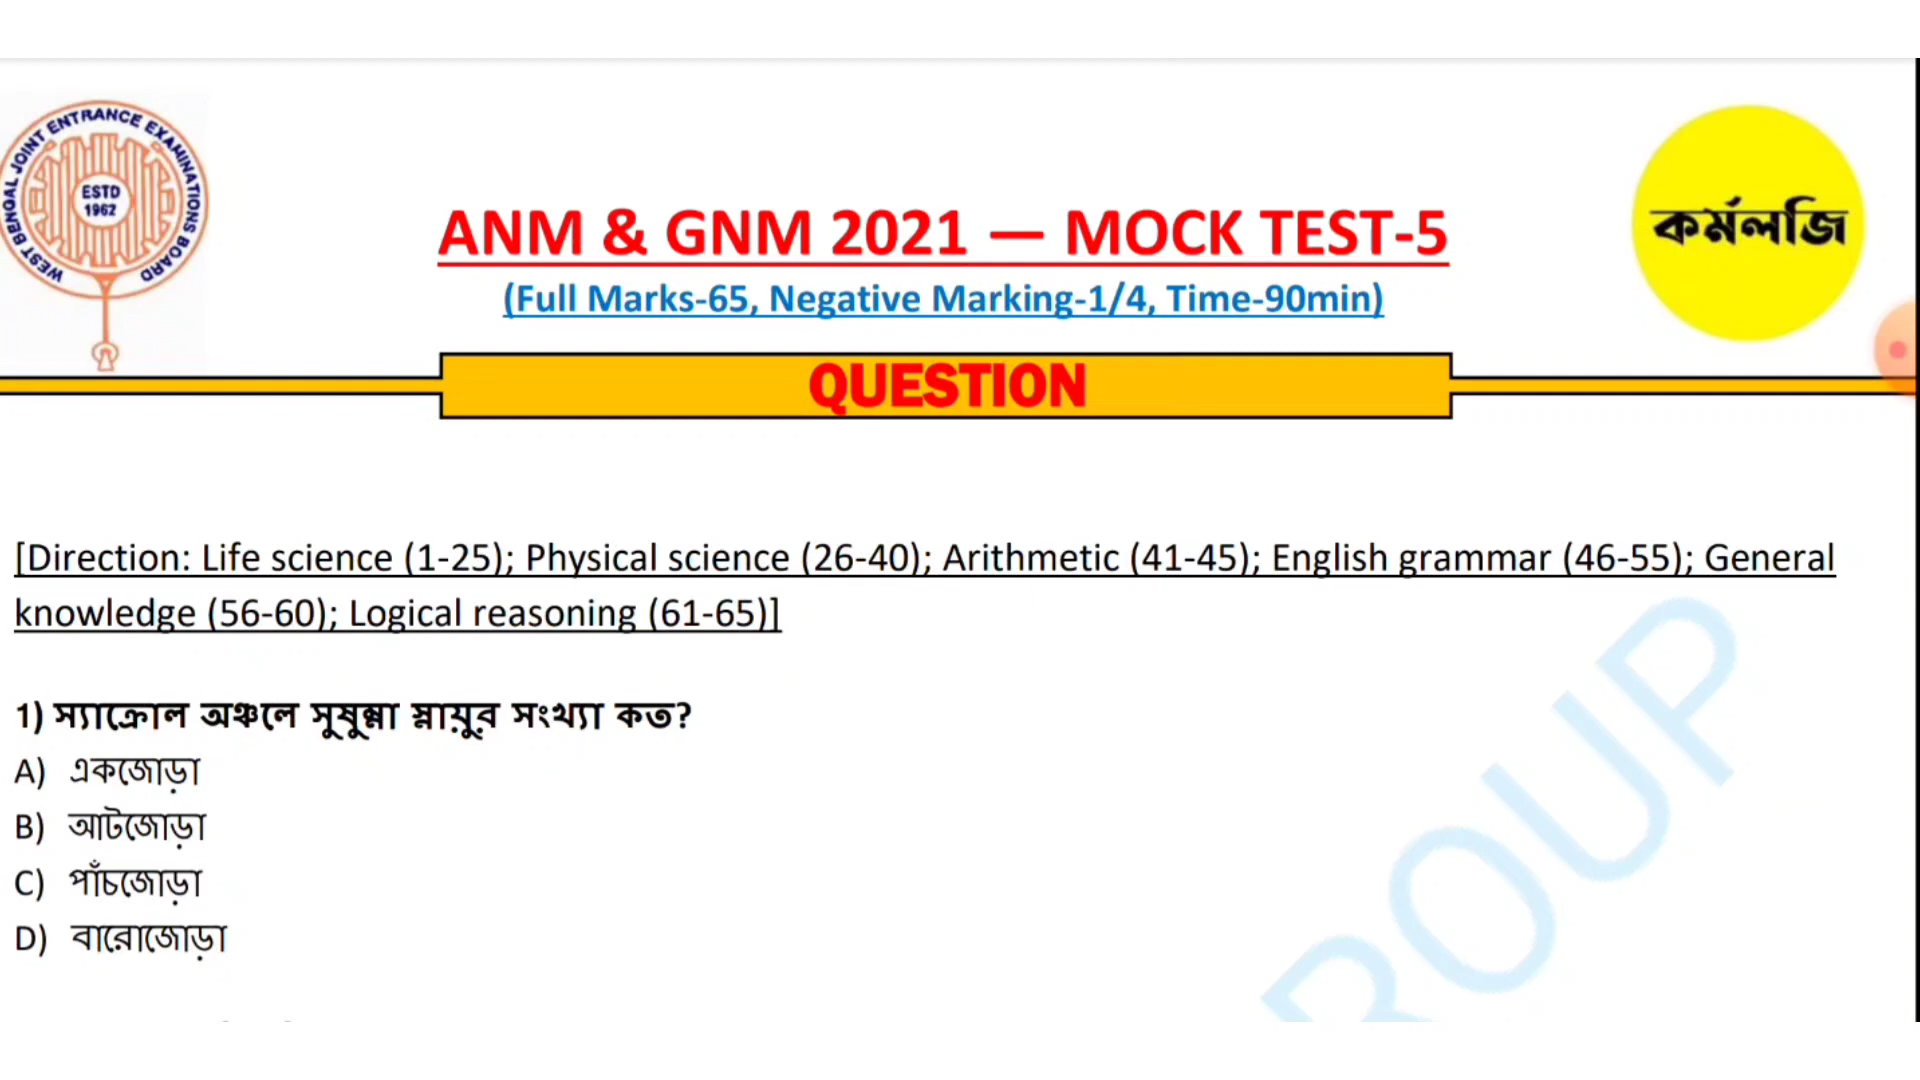 WEST BENGAL JOINT ENTRANCE EXAMINATIONS BOARD
ESTD
1962
কর্মলজি
ANM & GNM 2021 — MOCK TEST-5
(Full Marks-65, Negative Marking-1/4, Time-90min)
QUESTION
[Direction: Life science (1-25); Physical science (26-40); Arithmetic (41-45); English grammar (46-55); General
knowledge (56-60); Logical reasoning (61-65)]
1) স্যাক্রোল অঞ্চলে সুষুম্না স্নায়ুর সংখ্যা কত?
A) একজোড়া
B) আটজোড়া
C) পাঁচজোড়া
D) বারোজোড়া
ROUP